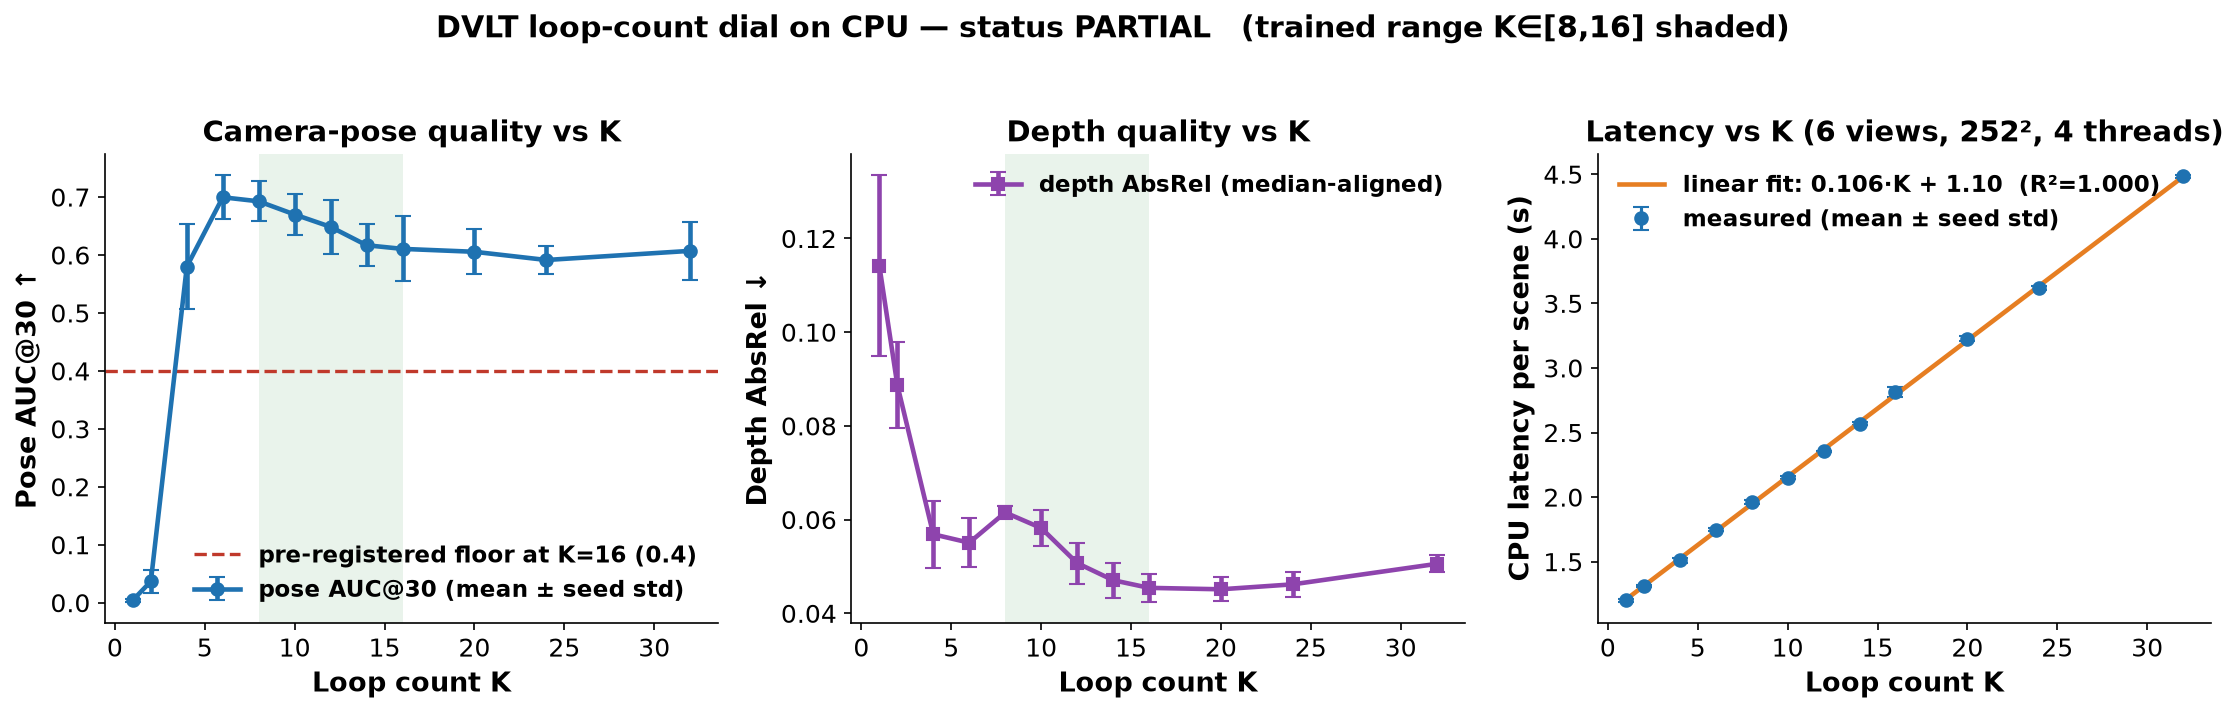 DVLT loop-count dial on CPU — status PARTIAL (trained range K∈[8,16] shaded)
Camera-pose quality vs K
Pose AUC@30 ↑
0.7
0.6
0.5
0.4
0.3
0.2
0.1
0.0
pre-registered floor at K=16 (0.4)
pose AUC@30 (mean ± seed std)
0 5 10 15 20 25 30
Loop count K
Depth quality vs K
Depth AbsRel ↓
0.12
0.10
0.08
0.06
0.04
depth AbsRel (median-aligned)
0 5 10 15 20 25 30
Loop count K
Latency vs K (6 views, 252², 4 threads)
CPU latency per scene (s)
4.5
4.0
3.5
3.0
2.5
2.0
1.5
linear fit: 0.106·K + 1.10 (R²=1.000)
measured (mean ± seed std)
0 5 10 15 20 25 30
Loop count K